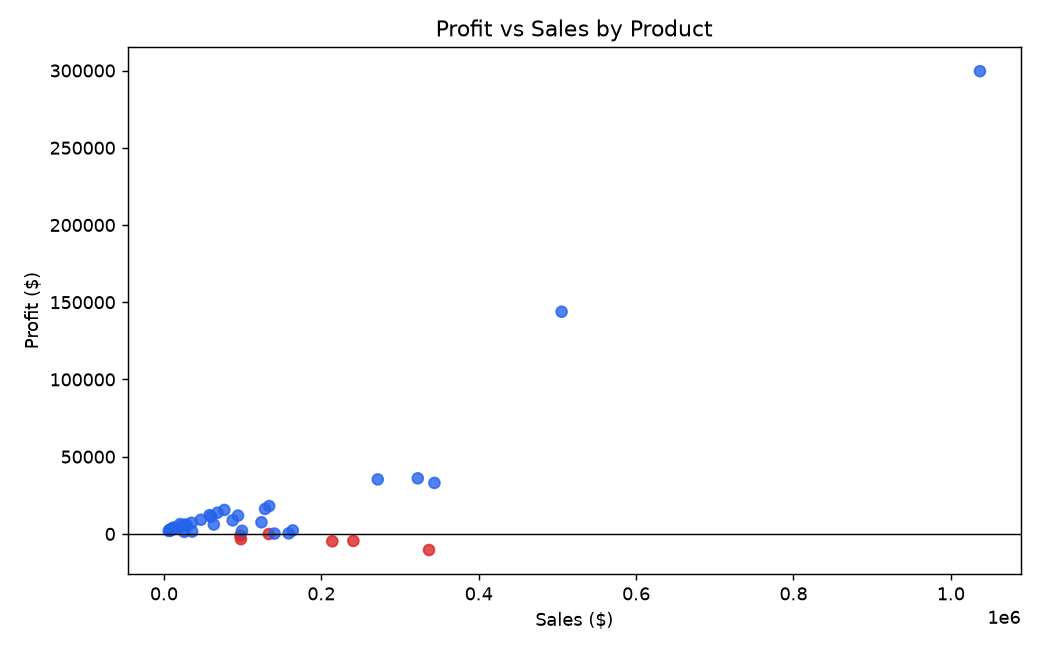 Profit vs Sales by Product
Profit ($)
300000
250000
200000
150000
100000
50000
0
0.0 0.2 0.4 0.6 0.8 1.0
1e6
Sales ($)